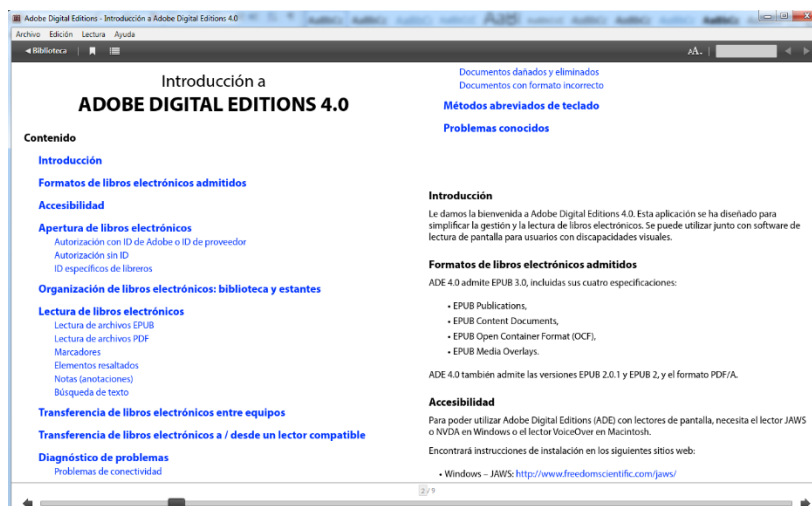 Adobe Digital Editions - Introducción a Adobe Digital Editions 4.0
Archivo Edición Lectura Ayuda
Biblioteca
AA
Introducción a
ADOBE DIGITAL EDITIONS 4.0
Contenido
Introducción
Formatos de libros electrónicos admitidos
Accesibilidad
Apertura de libros electrónicos
Autorización con ID de Adobe o ID de proveedor
Autorización sin ID
ID específicos de libreros
Organización de libros electrónicos: biblioteca y estantes
Lectura de libros electrónicos
Lectura de archivos EPUB
Lectura de archivos PDF
Marcadores
Elementos resaltados
Notas (anotaciones)
Búsqueda de texto
Transferencia de libros electrónicos entre equipos
Transferencia de libros electrónicos a / desde un lector compatible
Diagnóstico de problemas
Problemas de conectividad
Documentos dañados y eliminados
Documentos con formato incorrecto
Métodos abreviados de teclado
Problemas conocidos
Introducción
Le damos la bienvenida a Adobe Digital Editions 4.0. Esta aplicación se ha diseñado para
simplificar la gestión y la lectura de libros electrónicos. Se puede utilizar junto con software de
lectura de pantalla para usuarios con discapacidades visuales.
Formatos de libros electrónicos admitidos
ADE 4.0 admite EPUB 3.0, incluidas sus cuatro especificaciones:
• EPUB Publications,
• EPUB Content Documents,
• EPUB Open Container Format (OCF),
• EPUB Media Overlays.
ADE 4.0 también admite las versiones EPUB 2.0.1 y EPUB 2, y el formato PDF/A.
Accesibilidad
Para poder utilizar Adobe Digital Editions (ADE) con lectores de pantalla, necesita el lector JAWS
o NVDA en Windows o el lector VoiceOver en Macintosh.
Encontrará instrucciones de instalación en los siguientes sitios web:
• Windows – JAWS: http://www.freedomscientific.com/jaws/
2 / 9